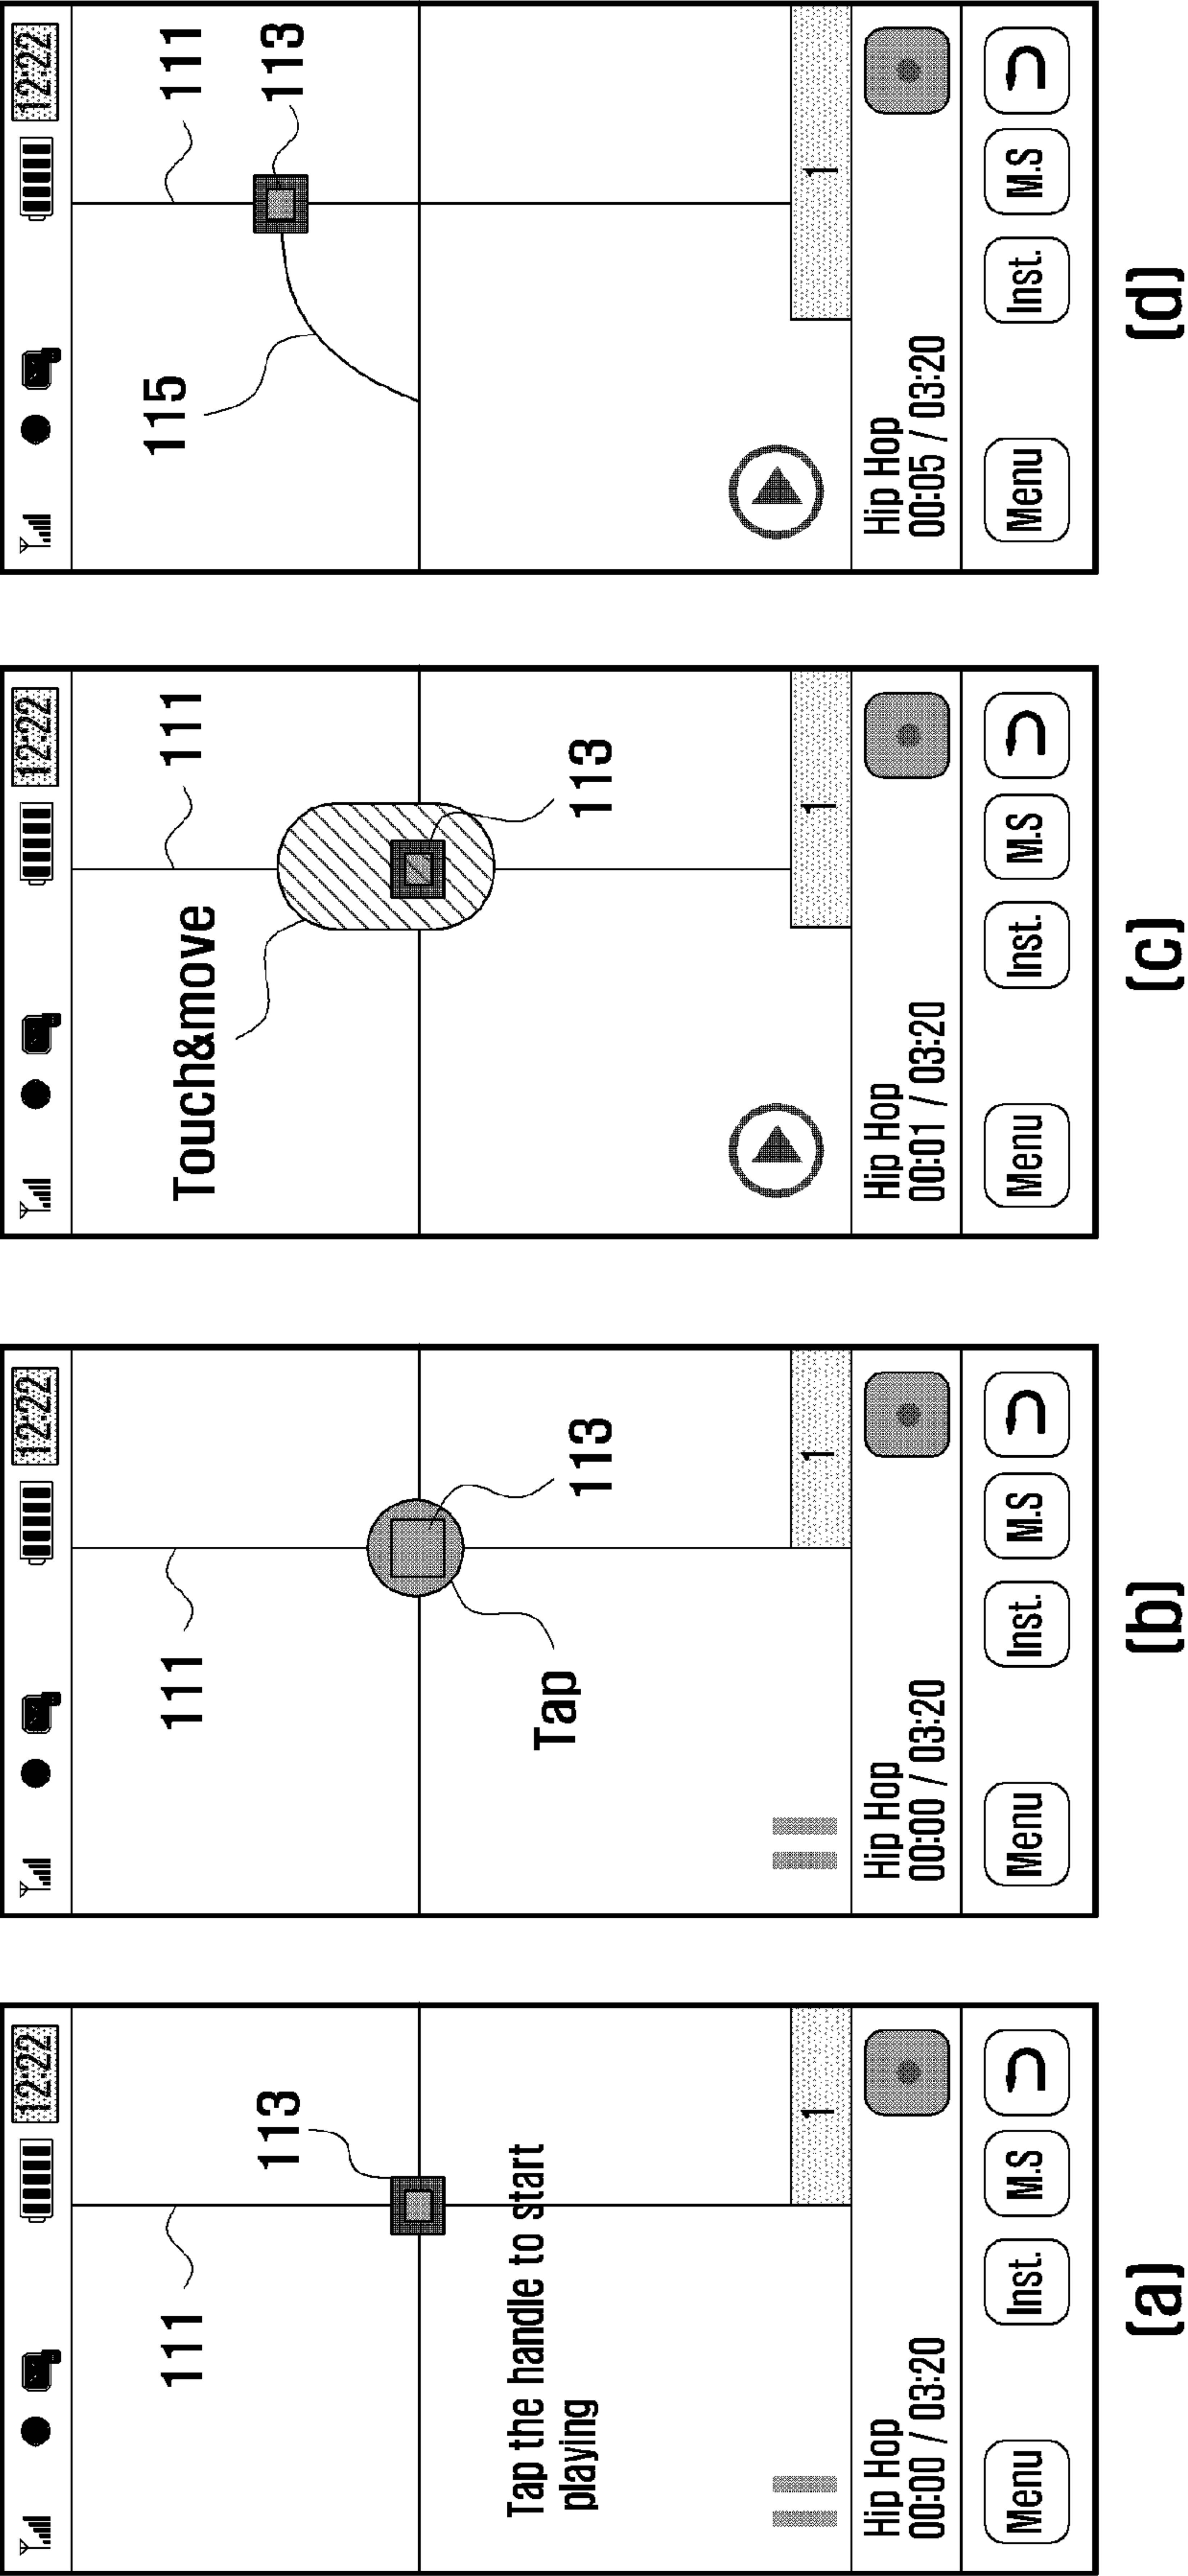 12:22
111
113
Tap the handle to start
playing
1
Hip Hop
00:00 / 03:20
Menu
Inst.
M.S
(a)
12:22
111
113
Tap
1
Hip Hop
00:00 / 03:20
Menu
Inst.
M.S
(b)
12:22
111
Touch&move
113
1
Hip Hop
00:01 / 03:20
Menu
Inst.
M.S
(c)
12:22
111
113
115
1
Hip Hop
00:05 / 03:20
Menu
Inst.
M.S
(d)